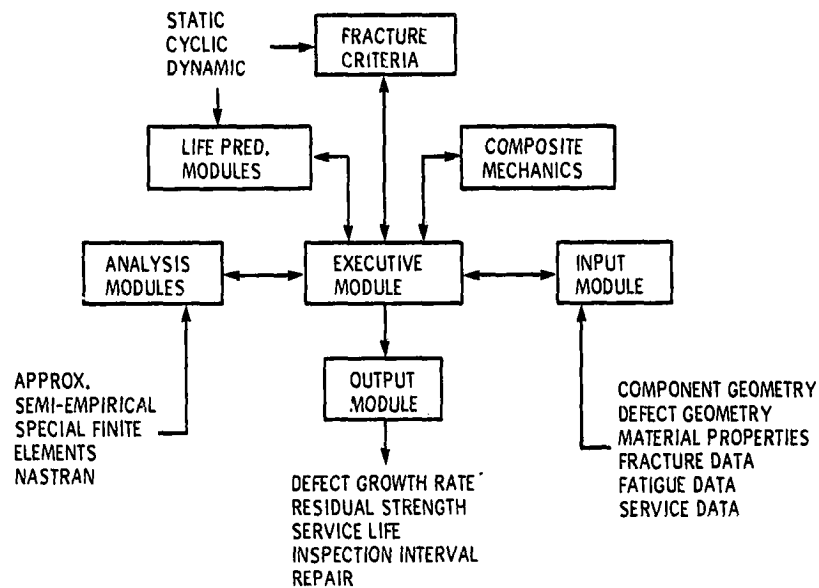 STATIC
CYCLIC
DYNAMIC
FRACTURE
CRITERIA
LIFE PRED.
MODULES
COMPOSITE
MECHANICS
ANALYSIS
MODULES
EXECUTIVE
MODULE
INPUT
MODULE
OUTPUT
MODULE
APPROX.
SEMI-EMPIRICAL
SPECIAL FINITE
ELEMENTS
NASTRAN
COMPONENT GEOMETRY
DEFECT GEOMETRY
MATERIAL PROPERTIES
FRACTURE DATA
FATIGUE DATA
SERVICE DATA
DEFECT GROWTH RATE
RESIDUAL STRENGTH
SERVICE LIFE
INSPECTION INTERVAL
REPAIR